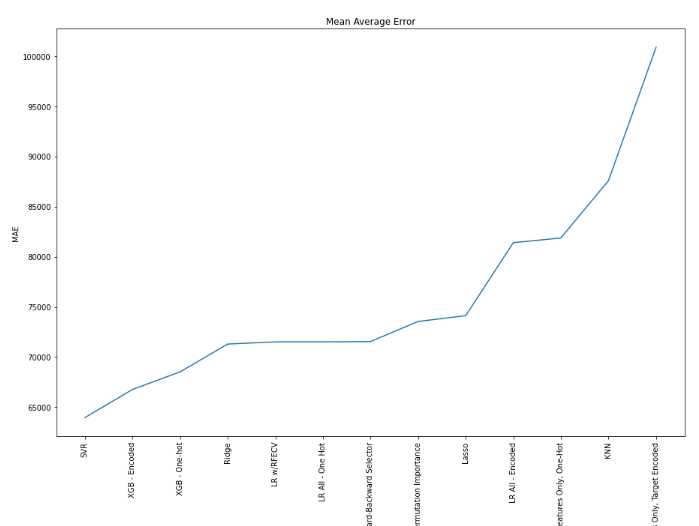 Mean Average Error
MAE
100000
95000
90000
85000
80000
75000
70000
65000
SVR
XGB - Encoded
XGB - One-hot
Ridge
LR w/RFECV
LR All - One Hot
ard-Backward Selector
ermutation Importance
Lasso
LR All - Encoded
eatures Only, One-Hot
KNN
s Only, Target Encoded